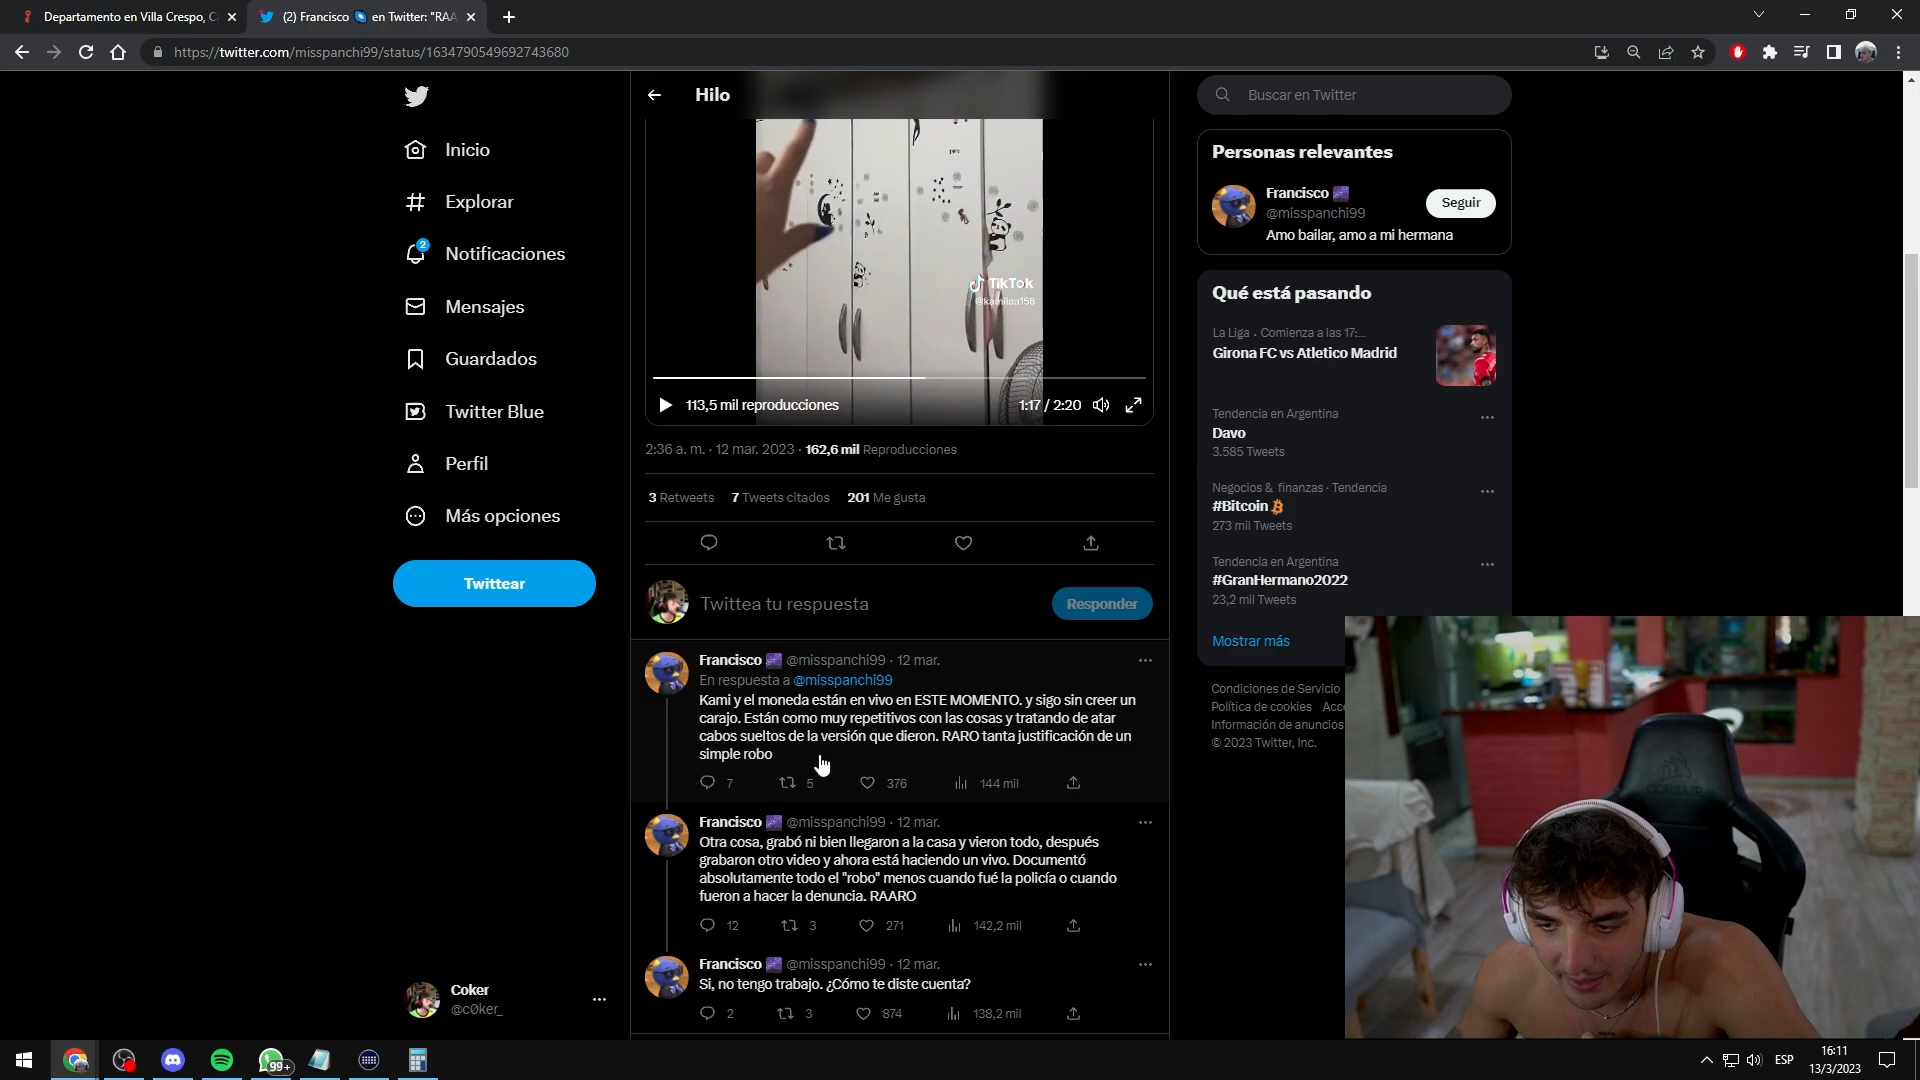 Departamento en Villa Crespo, C
(2) Francisco en Twitter: "RAA
https://twitter.com/misspanchi99/status/1634790549692743680
Inicio
Explorar
2
Notificaciones
Mensajes
Guardados
Twitter Blue
Perfil
Más opciones
Twittear
Coker
@c0ker_
Hilo
TikTok
@kamilaa158
113,5 mil reproducciones
1:17 / 2:20
2:36 a. m. · 12 mar. 2023 · 162,6 mil Reproducciones
3 Retweets 7 Tweets citados 201 Me gusta
Twittea tu respuesta
Responder
Francisco @misspanchi99 · 12 mar.
En respuesta a @misspanchi99
Kami y el moneda están en vivo en ESTE MOMENTO. y sigo sin creer un
carajo. Están como muy repetitivos con las cosas y tratando de atar
cabos sueltos de la versión que dieron. RARO tanta justificación de un
simple robo
7 5 376 144 mil
Francisco @misspanchi99 · 12 mar.
Otra cosa, grabó ni bien llegaron a la casa y vieron todo, después
grabaron otro video y ahora está haciendo un vivo. Documentó
absolutamente todo el "robo" menos cuando fué la policía o cuando
fueron a hacer la denuncia. RAARO
12 3 271 142,2 mil
Francisco @misspanchi99 · 12 mar.
Si, no tengo trabajo. ¿Cómo te diste cuenta?
2 3 874 138,2 mil
Buscar en Twitter
Personas relevantes
Francisco
@misspanchi99
Seguir
Amo bailar, amo a mi hermana
Qué está pasando
La Liga · Comienza a las 17:...
Girona FC vs Atletico Madrid
Tendencia en Argentina
Davo
3.585 Tweets
Negocios & finanzas · Tendencia
#Bitcoin
273 mil Tweets
Tendencia en Argentina
#GranHermano2022
23,2 mil Tweets
Mostrar más
Condiciones de Servicio
Política de cookies Acce
Información de anuncios
© 2023 Twitter, Inc.
CORSAIR
99+
ESP
16:11
13/3/2023